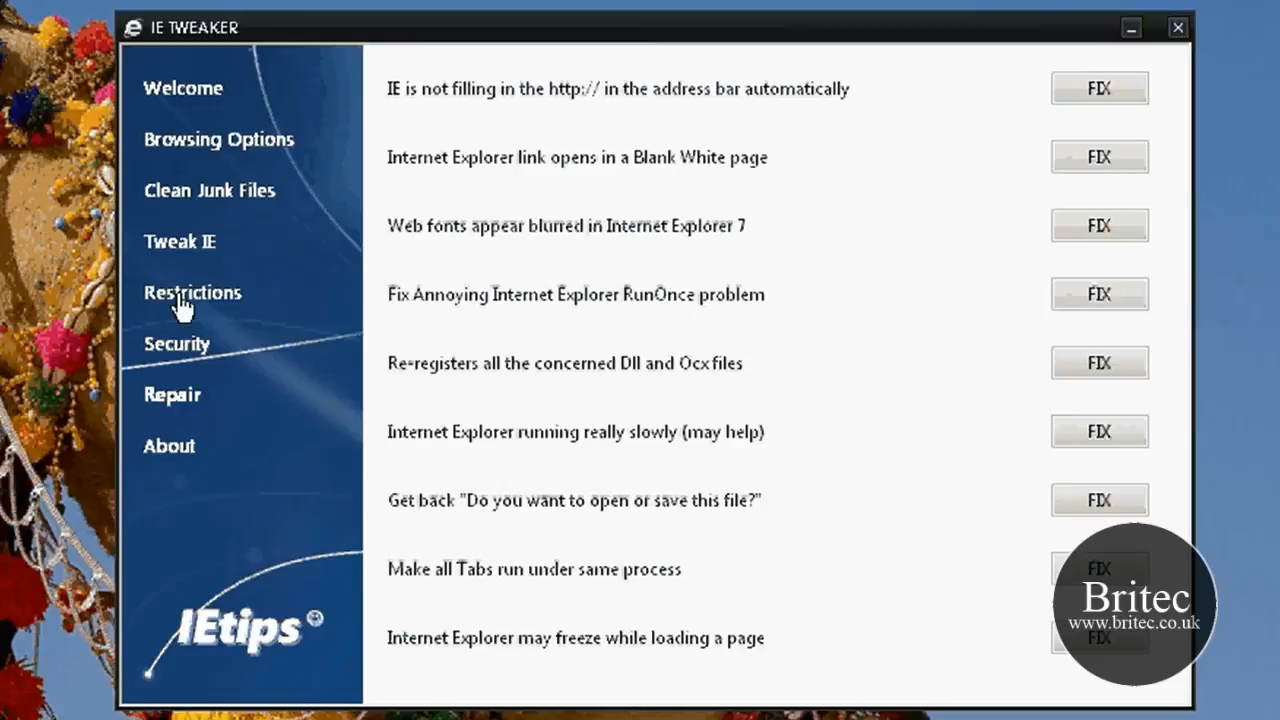 IE TWEAKER
Welcome
Browsing Options
Clean Junk Files
Tweak IE
Restrictions
Security
Repair
About
IEtips
IE is not filling in the http:// in the address bar automatically FIX
Internet Explorer link opens in a Blank White page FIX
Web fonts appear blurred in Internet Explorer 7 FIX
Fix Annoying Internet Explorer RunOnce problem FIX
Re-registers all the concerned Dll and Ocx files FIX
Internet Explorer running really slowly (may help) FIX
Get back "Do you want to open or save this file?" FIX
Make all Tabs run under same process FIX
Internet Explorer may freeze while loading a page FIX
Britec
www.britec.co.uk